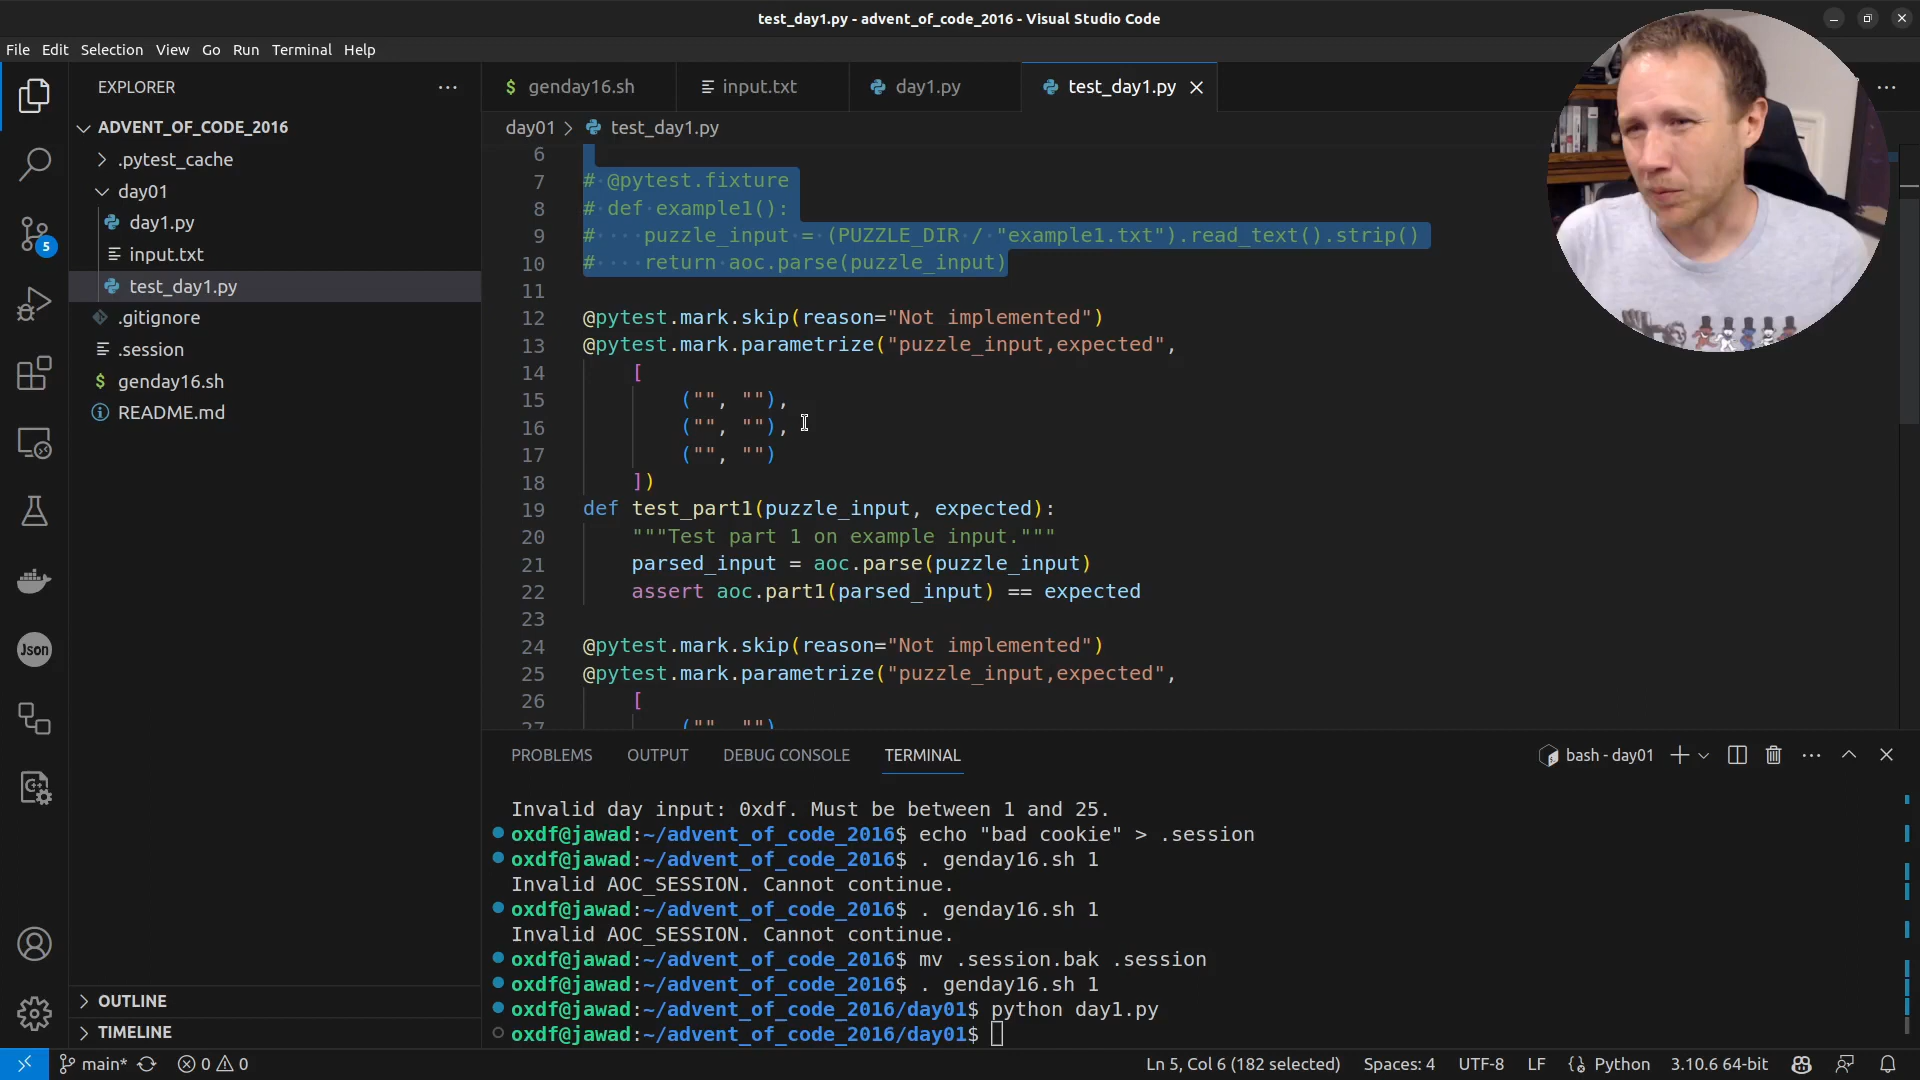 test_day1.py - advent_of_code_2016 - Visual Studio Code
File Edit Selection View Go Run Terminal Help
EXPLORER
ADVENT_OF_CODE_2016
.pytest_cache
day01
day1.py
input.txt
test_day1.py
.gitignore
.session
genday16.sh
README.md
OUTLINE
TIMELINE
5
Json
$ genday16.sh
input.txt
day1.py
test_day1.py
day01 > test_day1.py
6
7 # @pytest.fixture
8 # def example1():
9 #     puzzle_input = (PUZZLE_DIR / "example1.txt").read_text().strip()
10 #     return aoc.parse(puzzle_input)
11
12 @pytest.mark.skip(reason="Not implemented")
13 @pytest.mark.parametrize("puzzle_input,expected",
14     [
15         ("", ""),
16         ("", ""),
17         ("", "")
18     ])
19 def test_part1(puzzle_input, expected):
20     """Test part 1 on example input."""
21     parsed_input = aoc.parse(puzzle_input)
22     assert aoc.part1(parsed_input) == expected
23
24 @pytest.mark.skip(reason="Not implemented")
25 @pytest.mark.parametrize("puzzle_input,expected",
26     [
27         ("", "")
PROBLEMS OUTPUT DEBUG CONSOLE TERMINAL
bash - day01
Invalid day input: 0xdf. Must be between 1 and 25.
oxdf@jawad:~/advent_of_code_2016$ echo "bad cookie" > .session
oxdf@jawad:~/advent_of_code_2016$ . genday16.sh 1
Invalid AOC_SESSION. Cannot continue.
oxdf@jawad:~/advent_of_code_2016$ . genday16.sh 1
Invalid AOC_SESSION. Cannot continue.
oxdf@jawad:~/advent_of_code_2016$ mv .session.bak .session
oxdf@jawad:~/advent_of_code_2016$ . genday16.sh 1
oxdf@jawad:~/advent_of_code_2016/day01$ python day1.py
oxdf@jawad:~/advent_of_code_2016/day01$
main* 0 0 Ln 5, Col 6 (182 selected) Spaces: 4 UTF-8 LF Python 3.10.6 64-bit